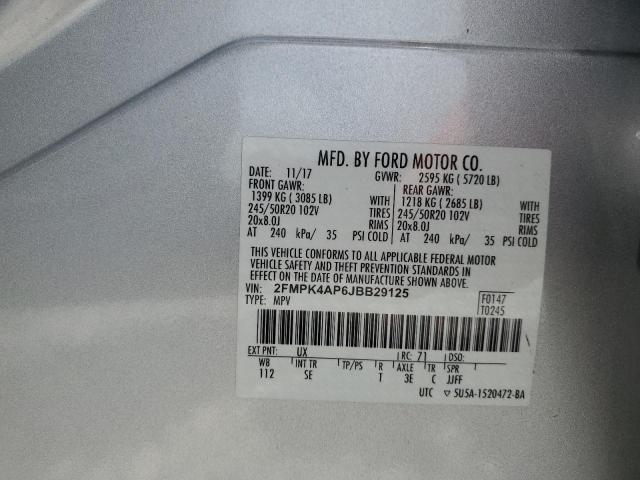 MFD. BY FORD MOTOR CO.
DATE: 11/17 GVWR: 2595 KG ( 5720 LB)
FRONT GAWR: REAR GAWR:
1399 KG ( 3085 LB) WITH 1218 KG ( 2685 LB) WITH
245/50R20 102V TIRES 245/50R20 102V TIRES
20x8.0J RIMS 20x8.0J RIMS
AT 240 kPa/ 35 PSI COLD AT 240 kPa/ 35 PSI COLD
THIS VEHICLE CONFORMS TO ALL APPLICABLE FEDERAL MOTOR
VEHICLE SAFETY AND THEFT PREVENTION STANDARDS IN
EFFECT ON THE DATE OF MANUFACTURE SHOWN ABOVE.
VIN: 2FMPK4AP6JBB29125 F0147
TYPE: MPV T0245
EXT PNT: UX RC: 71 DSO:
WB INT TR TP/PS R AXLE TR SPR
112 SE T 3E C JJFF
UTC ▽ 5U5A-1520472-BA